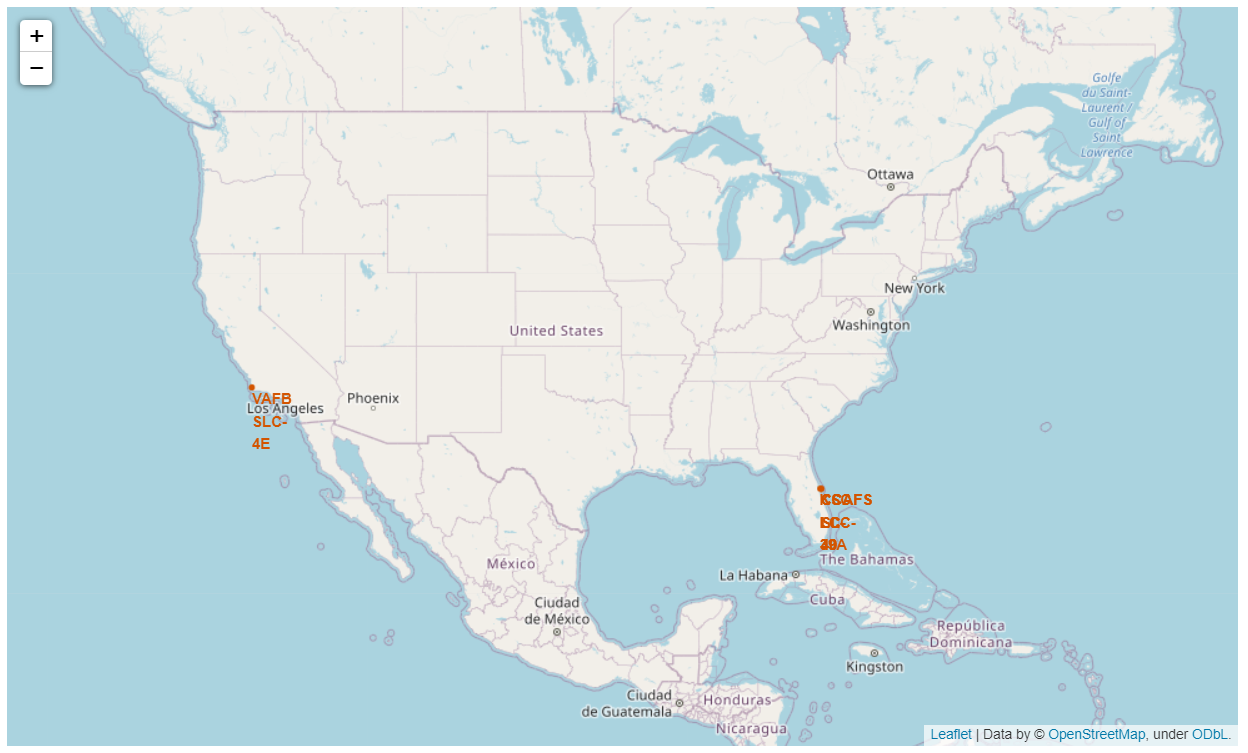 +
−
Golfe
du Saint-
Laurent /
Gulf of
Saint
Lawrence
Ottawa
New York
Washington
United States
Phoenix
Los Angeles
VAFB
SLC-
4E
The Bahamas
La Habana
Cuba
México
Ciudad
de México
República
Dominicana
Kingston
Ciudad
de Guatemala
Honduras
Nicaragua
Leaflet | Data by © OpenStreetMap, under ODbL.